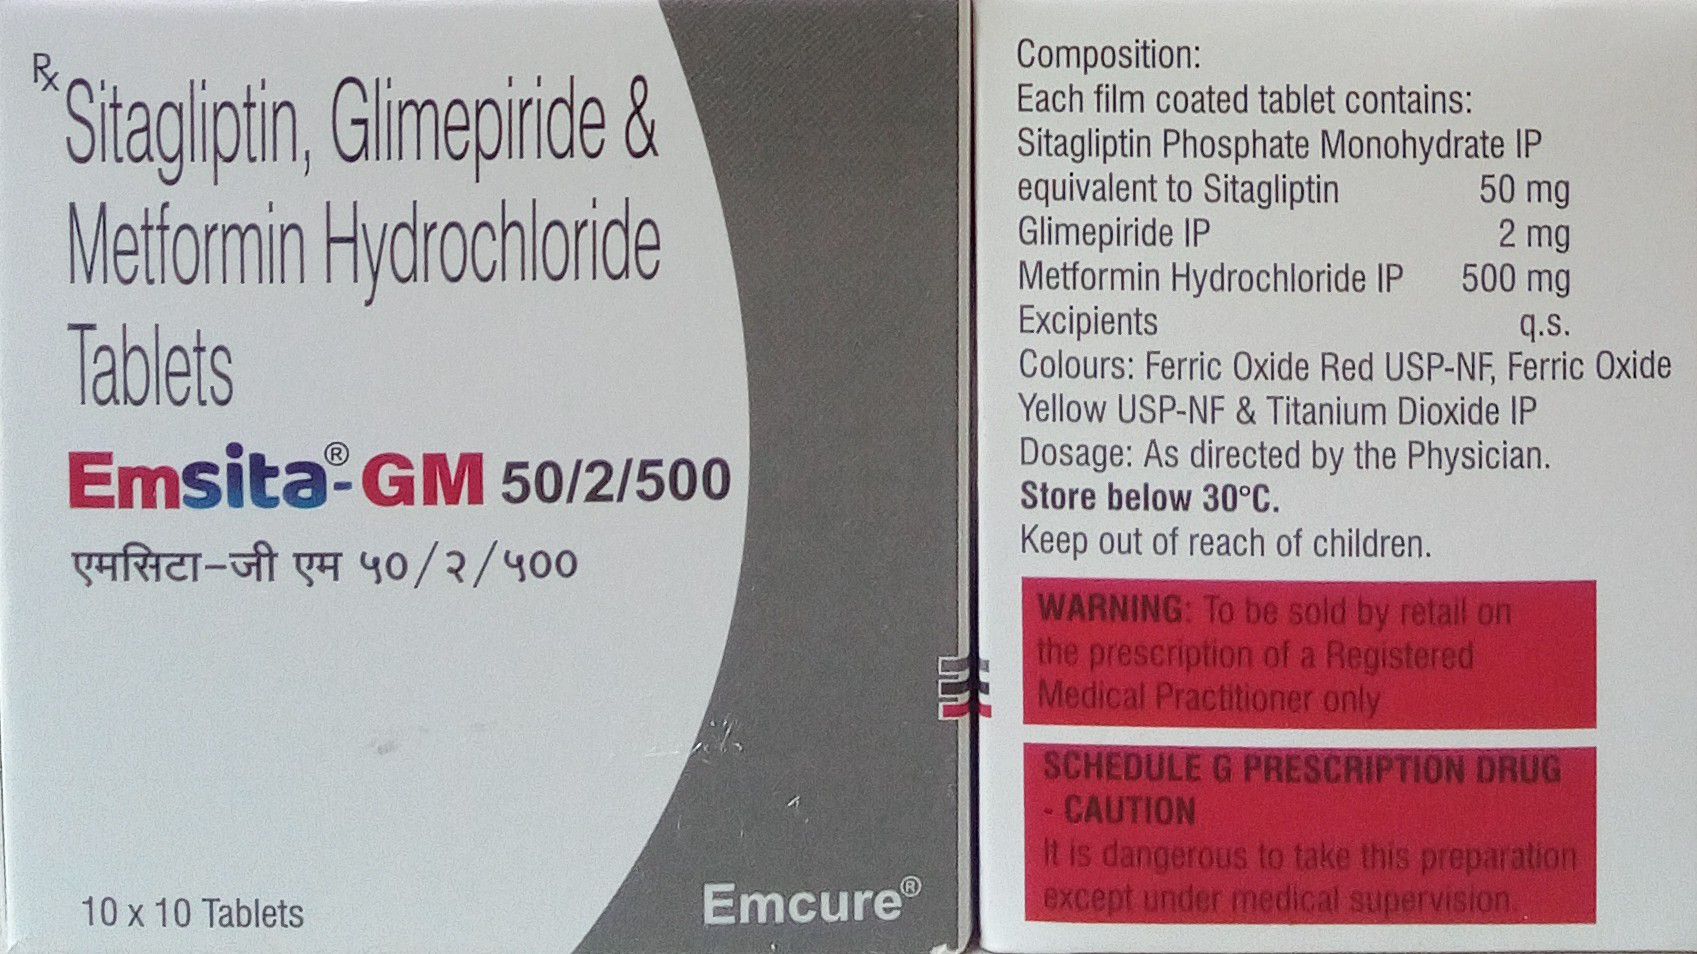 Rx Sitagliptin, Glimepiride &
Metformin Hydrochloride
Tablets
Emsita®-GM 50/2/500
एमसिटा-जी एम ५०/२/५००
10 x 10 Tablets
Emcure®
Composition:
Each film coated tablet contains:
Sitagliptin Phosphate Monohydrate IP
equivalent to Sitagliptin 50 mg
Glimepiride IP 2 mg
Metformin Hydrochloride IP 500 mg
Excipients q.s.
Colours: Ferric Oxide Red USP-NF, Ferric Oxide
Yellow USP-NF & Titanium Dioxide IP
Dosage: As directed by the Physician.
Store below 30°C.
Keep out of reach of children.
WARNING: To be sold by retail on
the prescription of a Registered
Medical Practitioner only
SCHEDULE G PRESCRIPTION DRUG
- CAUTION
It is dangerous to take this preparation
except under medical supervision.